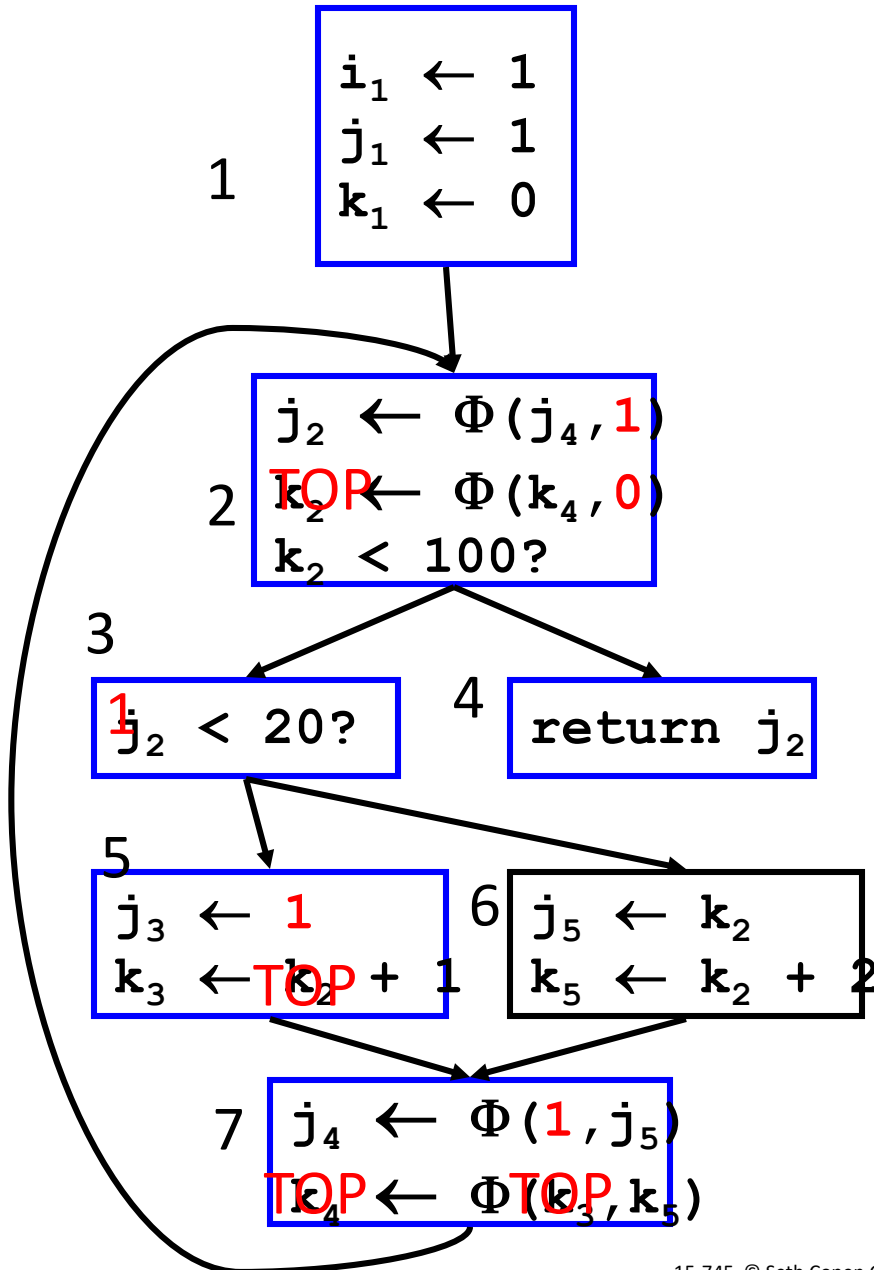 i₁ ← 1
j₁ ← 1
k₁ ← 0
1
j₂ ← Φ(j₄,1)
TOP
k₂ ← Φ(k₄,0)
2
k₂ < 100?
3
1
j₂ < 20?
4
return j₂
5
j₃ ← 1
k₃ ← k₂ + 1
TOP
6
j₅ ← k₂
k₅ ← k₂ + 2
7
j₄ ← Φ(1,j₅)
TOP TOP
k₄ ← Φ(k₃,k₅)